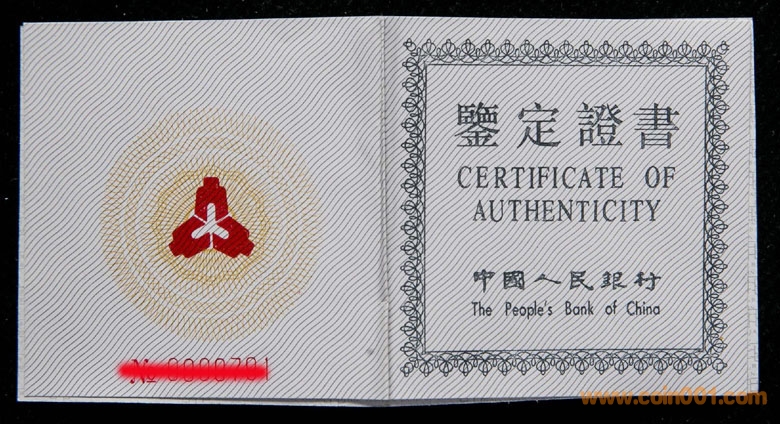 鑒定證書
CERTIFICATE OF
AUTHENTICITY
中國人民銀行
The People's Bank of China
№
www.coin001.com